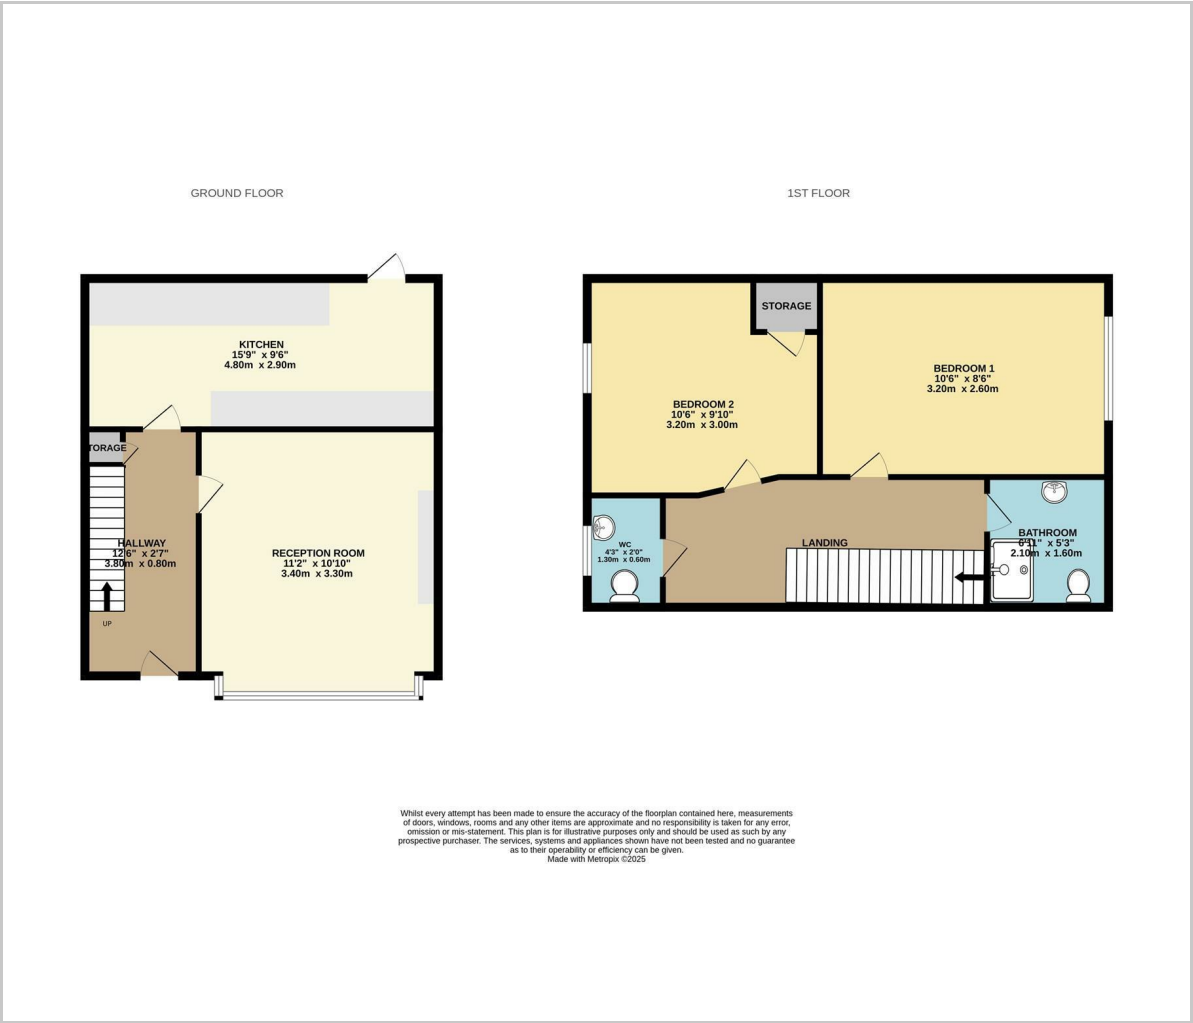 GROUND FLOOR
1ST FLOOR
KITCHEN
15'9" x 9'6"
4.80m x 2.90m
TORAGE
HALLWAY
12'6" x 2'7"
3.80m x 0.80m
UP
RECEPTION ROOM
11'2" x 10'10"
3.40m x 3.30m
STORAGE
BEDROOM 1
10'6" x 8'6"
3.20m x 2.60m
BEDROOM 2
10'6" x 9'10"
3.20m x 3.00m
WC
4'3" x 2'0"
1.30m x 0.60m
LANDING
BATHROOM
6'11" x 5'3"
2.10m x 1.60m
Whilst every attempt has been made to ensure the accuracy of the floorplan contained here, measurements
of doors, windows, rooms and any other items are approximate and no responsibility is taken for any error,
omission or mis-statement. This plan is for illustrative purposes only and should be used as such by any
prospective purchaser. The services, systems and appliances shown have not been tested and no guarantee
as to their operability or efficiency can be given.
Made with Metropix ©2025